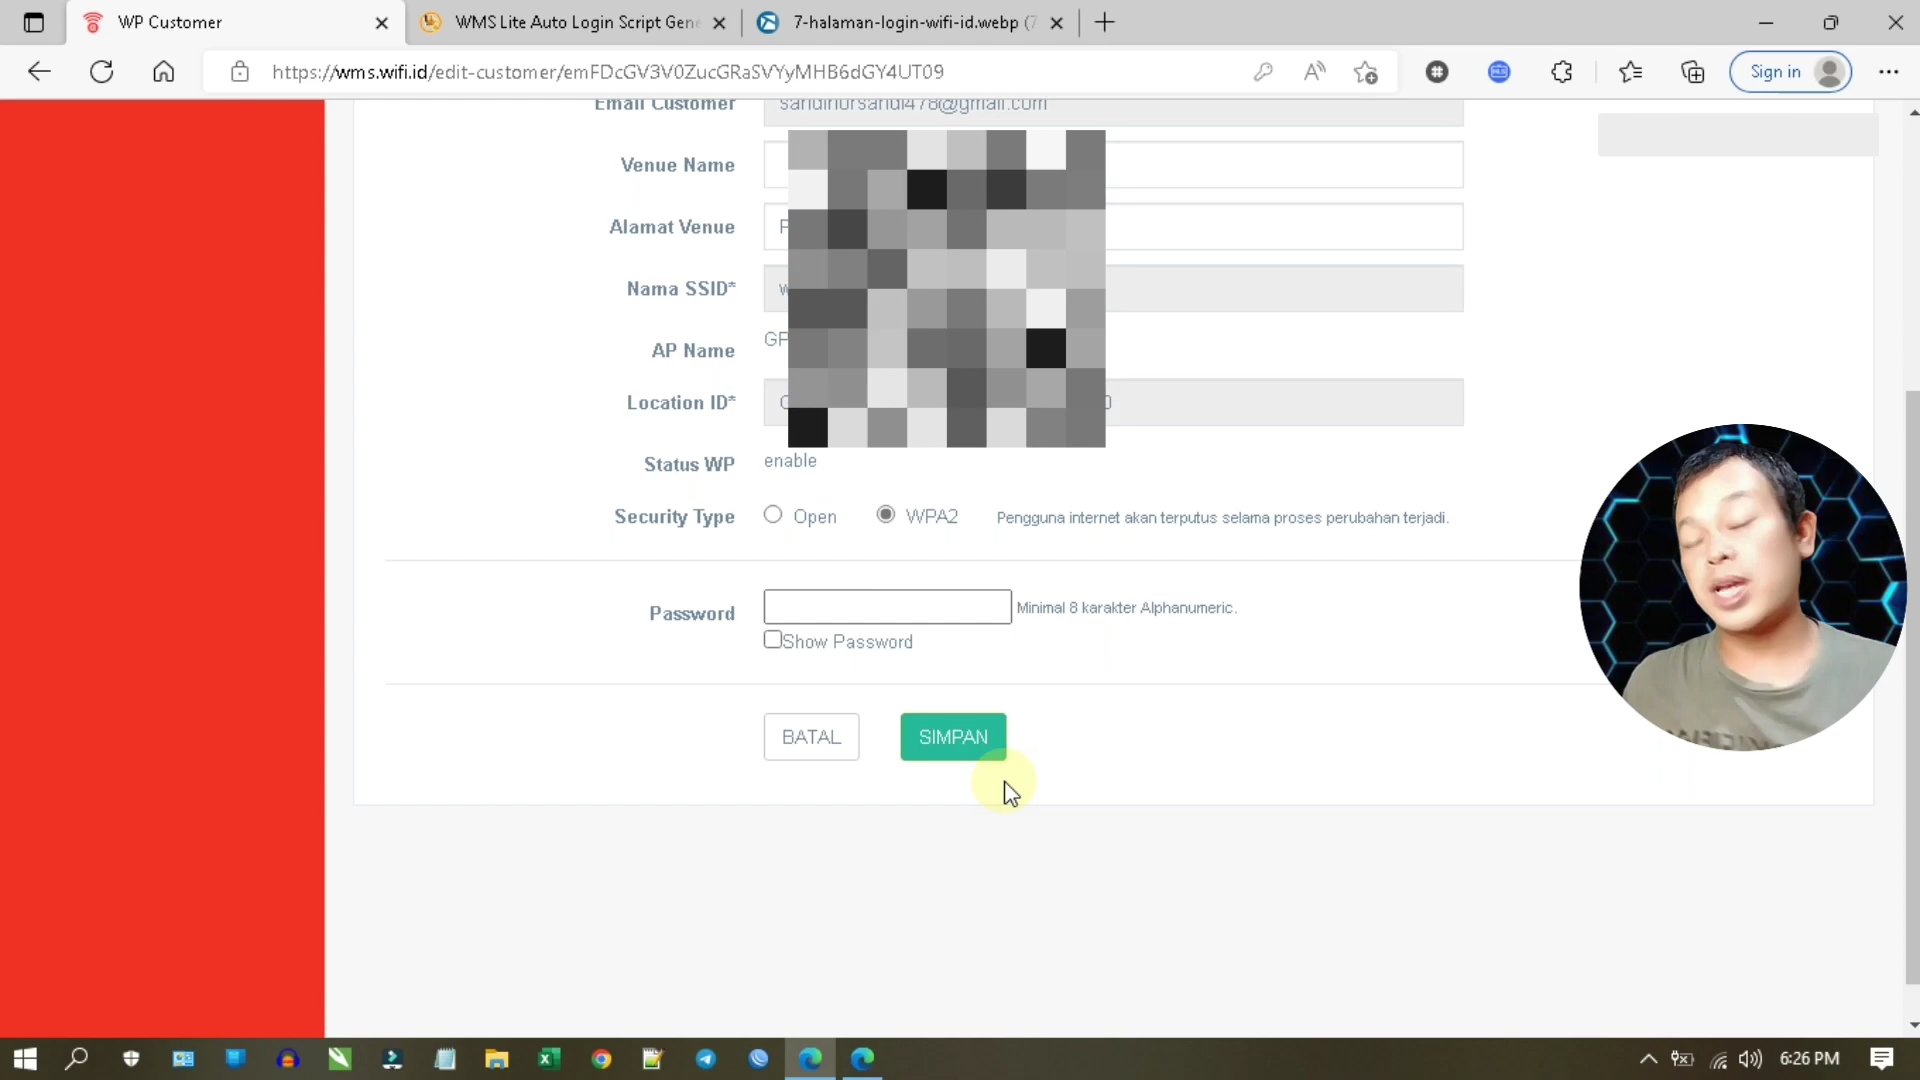 WP Customer
WMS Lite Auto Login Script Gene
7-halaman-login-wifi-id.webp (7
https://wms.wifi.id/edit-customer/emFDcGV3V0ZucGRaSVYyMHB6dGY4UT09
Sign in
Email Customer
Venue Name
Alamat Venue
Nama SSID*
AP Name
GP
Location ID*
Status WP enable
Security Type Open WPA2 Pengguna internet akan terputus selama proses perubahan terjadi.
Password Minimal 8 karakter Alphanumeric.
Show Password
BATAL SIMPAN
6:26 PM